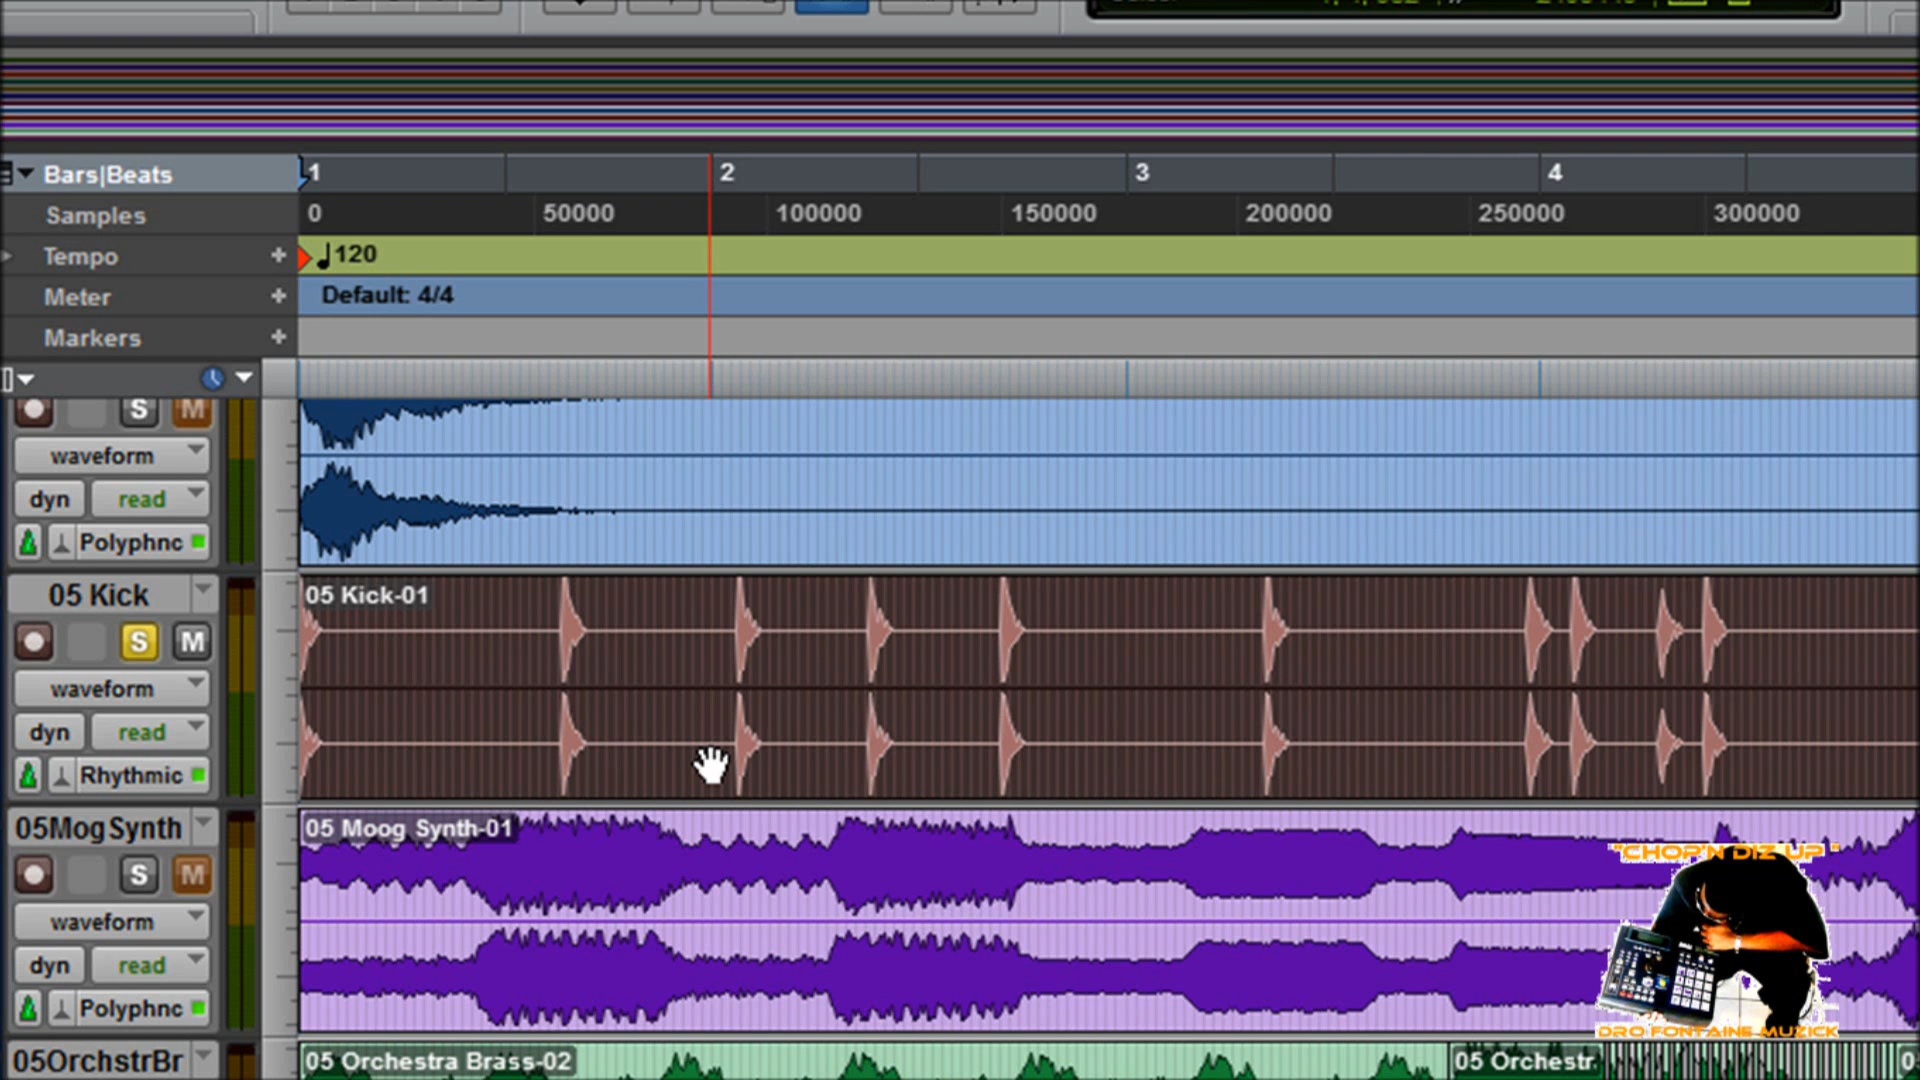 Bars|Beats 1 2 3 4
Samples 0 50000 100000 150000 200000 250000 300000
Tempo + 120
Meter + Default: 4/4
Markers +
S M
waveform
dyn read
Polyphnc
05 Kick 05 Kick-01
S M
waveform
dyn read
Rhythmic
05MogSynth 05 Moog Synth-01
S M
"CHOP'N DIZ UP"
waveform
dyn read
Polyphnc
DRO FONTAINE MUZICK
05OrchstrBr 05 Orchestra Brass-02 05 Orchestr